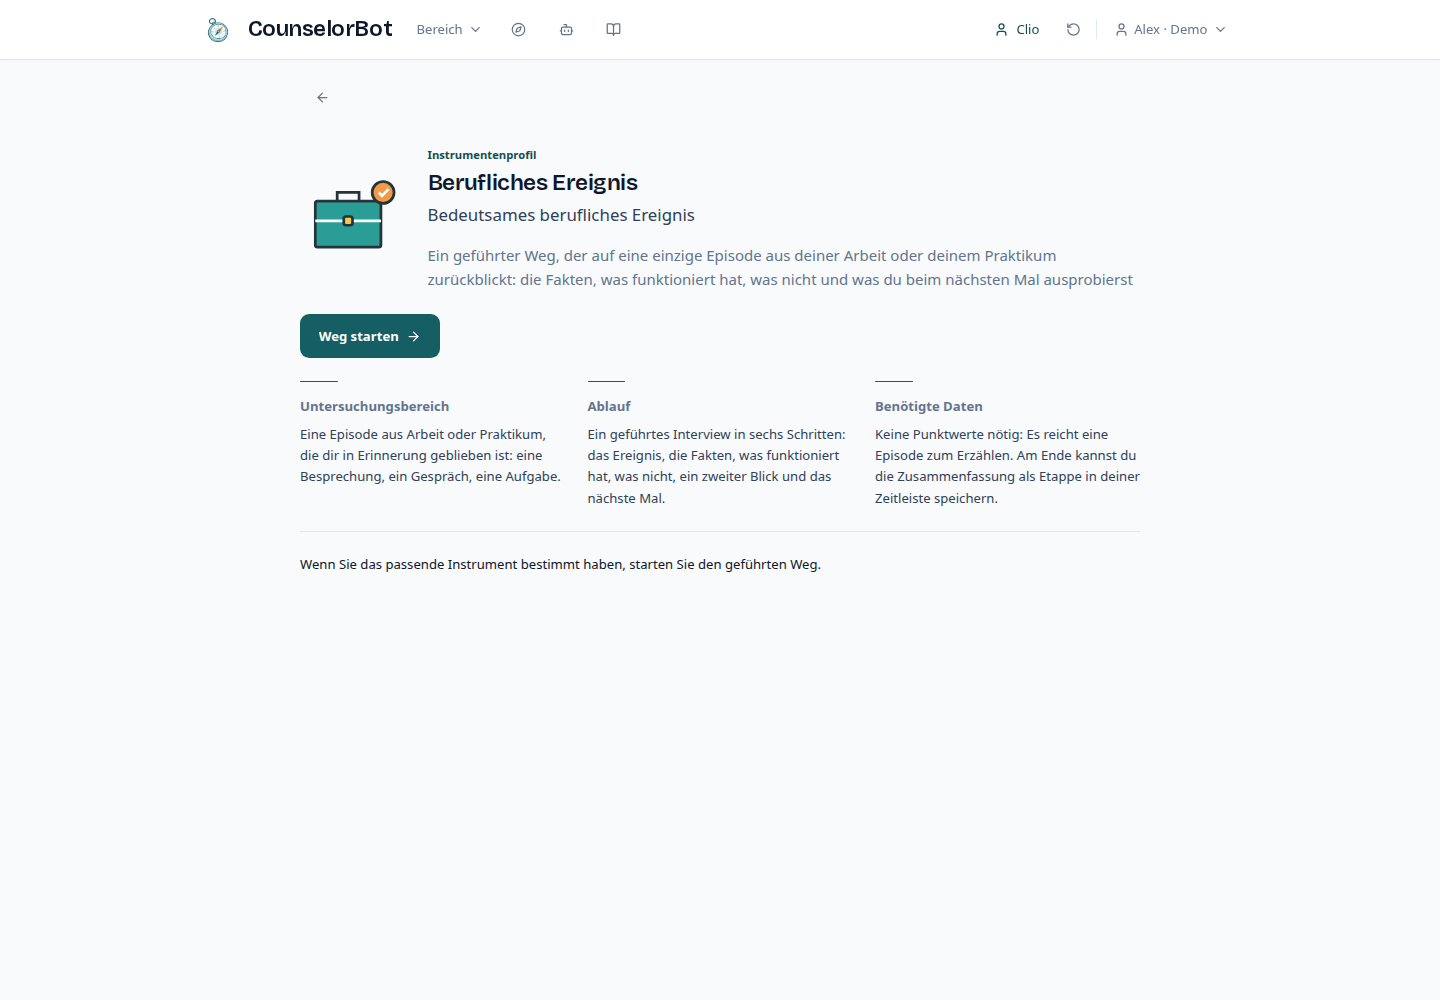 CounselorBot
Bereich
Clio
Alex · Demo
Instrumentenprofil
Berufliches Ereignis
Bedeutsames berufliches Ereignis
Ein geführter Weg, der auf eine einzige Episode aus deiner Arbeit oder deinem Praktikum
zurückblickt: die Fakten, was funktioniert hat, was nicht und was du beim nächsten Mal ausprobierst
Weg starten
Untersuchungsbereich
Eine Episode aus Arbeit oder Praktikum,
die dir in Erinnerung geblieben ist: eine
Besprechung, ein Gespräch, eine Aufgabe.
Ablauf
Ein geführtes Interview in sechs Schritten:
das Ereignis, die Fakten, was funktioniert
hat, was nicht, ein zweiter Blick und das
nächste Mal.
Benötigte Daten
Keine Punktwerte nötig: Es reicht eine
Episode zum Erzählen. Am Ende kannst du
die Zusammenfassung als Etappe in deiner
Zeitleiste speichern.
Wenn Sie das passende Instrument bestimmt haben, starten Sie den geführten Weg.